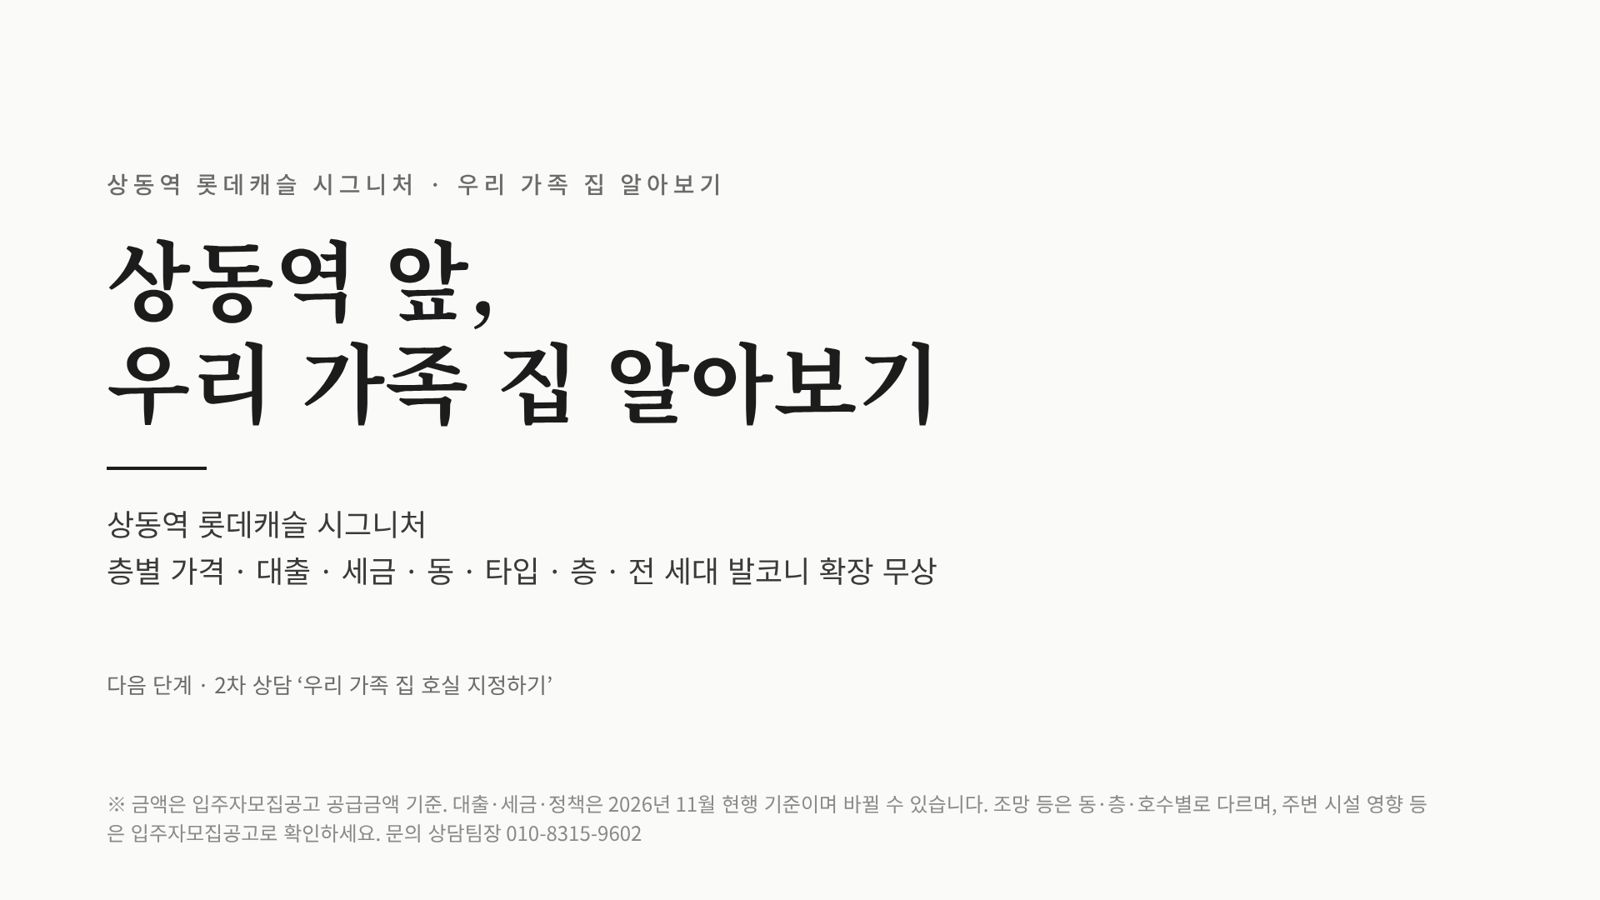 상동역 롯데캐슬 시그니처 · 우리 가족 집 알아보기
상동역 앞,
우리 가족 집 알아보기
상동역 롯데캐슬 시그니처
층별 가격 · 대출 · 세금 · 동 · 타입 · 층 · 전 세대 발코니 확장 무상
다음 단계 · 2차 상담 ‘우리 가족 집 호실 지정하기’
※ 금액은 입주자모집공고 공급금액 기준. 대출·세금·정책은 2026년 11월 현행 기준이며 바뀔 수 있습니다. 조망 등은 동·층·호수별로 다르며, 주변 시설 영향 등
은 입주자모집공고로 확인하세요. 문의 상담팀장 010-8315-9602